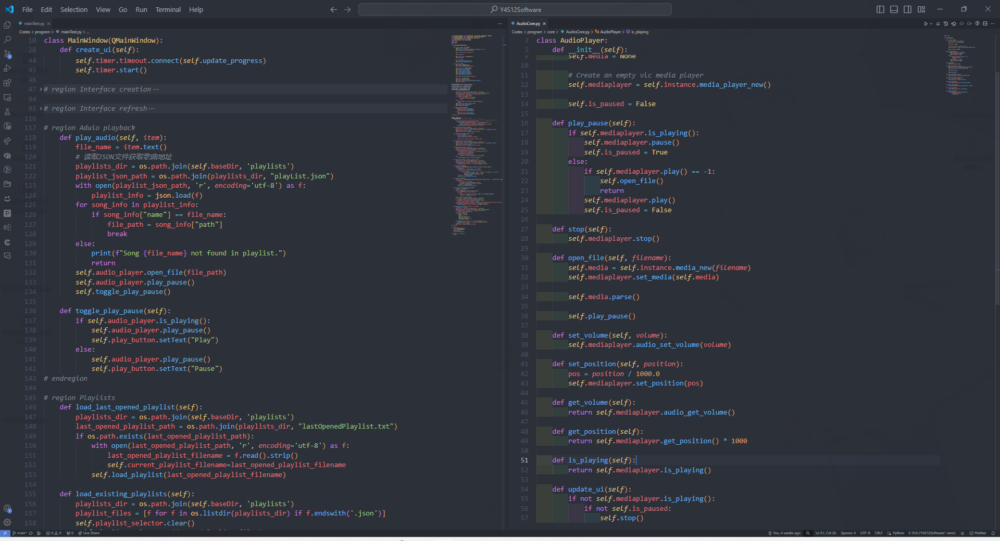 File Edit Selection View Go Run Terminal Help
Y4S12Software
mainTest.py
Codes > program > mainTest.py > ...
10 class MainWindow(QMainWindow):
28 def create_ui(self):
44 self.timer.timeout.connect(self.update_progress)
45 self.timer.start()
46
47 # region Interface creation ...
94
95 # region Interface refresh ...
116
117 # region Aduio playback
118 def play_audio(self, item):
119 file_name = item.text()
120 # 读取JSON文件获取歌曲地址
121 playlists_dir = os.path.join(self.baseDir, 'playlists')
122 playlist_json_path = os.path.join(playlists_dir, "playList.json")
123 with open(playlist_json_path, 'r', encoding='utf-8') as f:
124 playlist_info = json.load(f)
125 for song_info in playlist_info:
126 if song_info["name"] == file_name:
127 file_path = song_info["path"]
128 break
129 else:
130 print(f"Song {file_name} not found in playlist.")
131 return
132 self.audio_player.open_file(file_path)
133 self.audio_player.play_pause()
134 self.toggle_play_pause()
135
136 def toggle_play_pause(self):
137 if self.audio_player.is_playing():
138 self.audio_player.play_pause()
139 self.play_button.setText("Play")
140 else:
141 self.audio_player.play_pause()
142 self.play_button.setText("Pause")
143 # endregion
144
145 # region Playlists
146 def load_last_opened_playlist(self):
147 playlists_dir = os.path.join(self.baseDir, 'playlists')
148 last_opened_playlist_path = os.path.join(playlists_dir, "lastOpenedPlaylist.txt")
149 if os.path.exists(last_opened_playlist_path):
150 with open(last_opened_playlist_path, 'r', encoding='utf-8') as f:
151 last_opened_playlist_filename = f.read().strip()
152 self.current_playlist_filename=last_opened_playlist_filename
153 self.load_playlist(last_opened_playlist_filename)
154
155 def load_existing_playlists(self):
156 playlists_dir = os.path.join(self.baseDir, 'playlists')
157 playlist_files = [f for f in os.listdir(playlists_dir) if f.endswith('.json')]
158 self.playlist_selector.clear()
AudioCore.py
Codes > program > core > AudioCore.py > AudioPlayer > is_playing
3 class AudioPlayer:
5 def __init__(self):
9 self.media = None
10
11 # Create an empty vlc media player
12 self.mediaplayer = self.instance.media_player_new()
13
14 self.is_paused = False
15
16 def play_pause(self):
17 if self.mediaplayer.is_playing():
18 self.mediaplayer.pause()
19 self.is_paused = True
20 else:
21 if self.mediaplayer.play() == -1:
22 self.open_file()
23 return
24 self.mediaplayer.play()
25 self.is_paused = False
26
27 def stop(self):
28 self.mediaplayer.stop()
29
30 def open_file(self, filename):
31 self.media = self.instance.media_new(filename)
32 self.mediaplayer.set_media(self.media)
33
34 self.media.parse()
35
36 self.play_pause()
37
38 def set_volume(self, volume):
39 self.mediaplayer.audio_set_volume(volume)
40
41 def set_position(self, position):
42 pos = position / 1000.0
43 self.mediaplayer.set_position(pos)
44
45 def get_volume(self):
46 return self.mediaplayer.audio_get_volume()
47
48 def get_position(self):
49 return self.mediaplayer.get_position() * 1000
50
51 def is_playing(self):
52 return self.mediaplayer.is_playing()
53
54 def update_ui(self):
55 if not self.mediaplayer.is_playing():
56 if not self.is_paused:
57 self.stop()
main* 0 0 0 Live Share
You, 4 weeks ago Ln 51, Col 26 Spaces: 4 UTF-8 CRLF Python 3.10.6 ('Y4S12Software': venv) Prettier